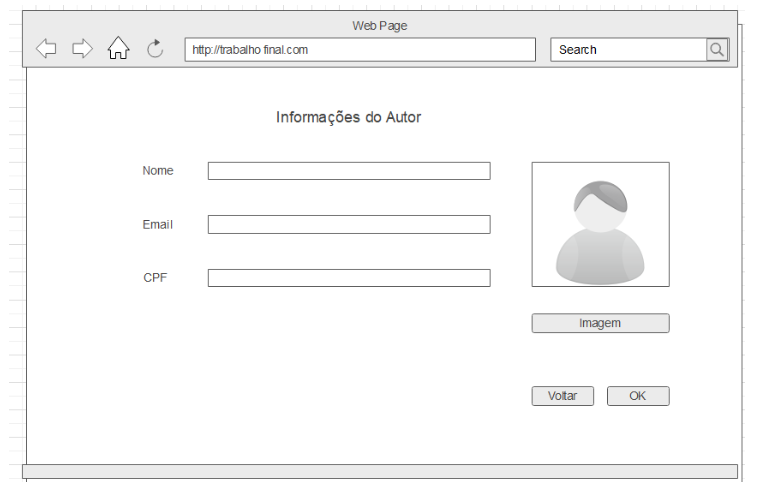 Web Page
http://trabalho final.com
Search
Informações do Autor
Nome
Email
CPF
Imagem
Voltar
OK